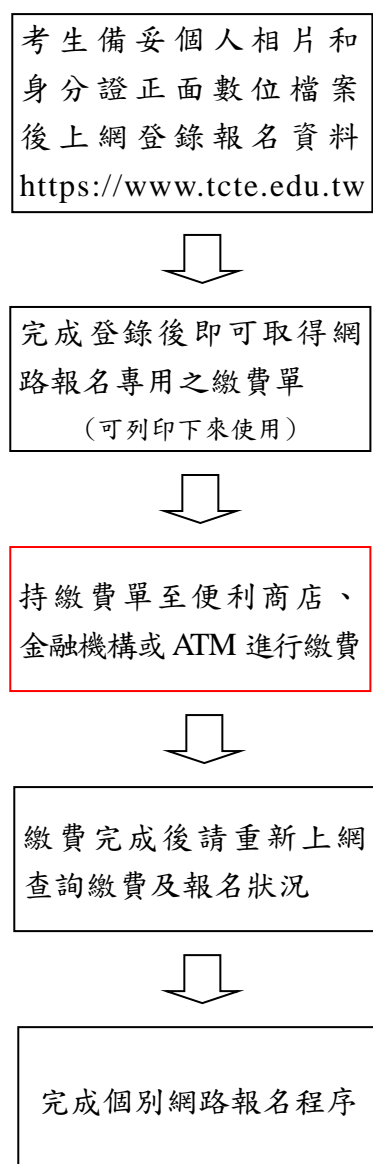 考生備妥個人相片和
身分證正面數位檔案
後上網登錄報名資料
https://www.tcte.edu.tw
完成登錄後即可取得網
路報名專用之繳費單
（可列印下來使用）
持繳費單至便利商店、
金融機構或 ATM 進行繳費
繳費完成後請重新上網
查詢繳費及報名狀況
完成個別網路報名程序